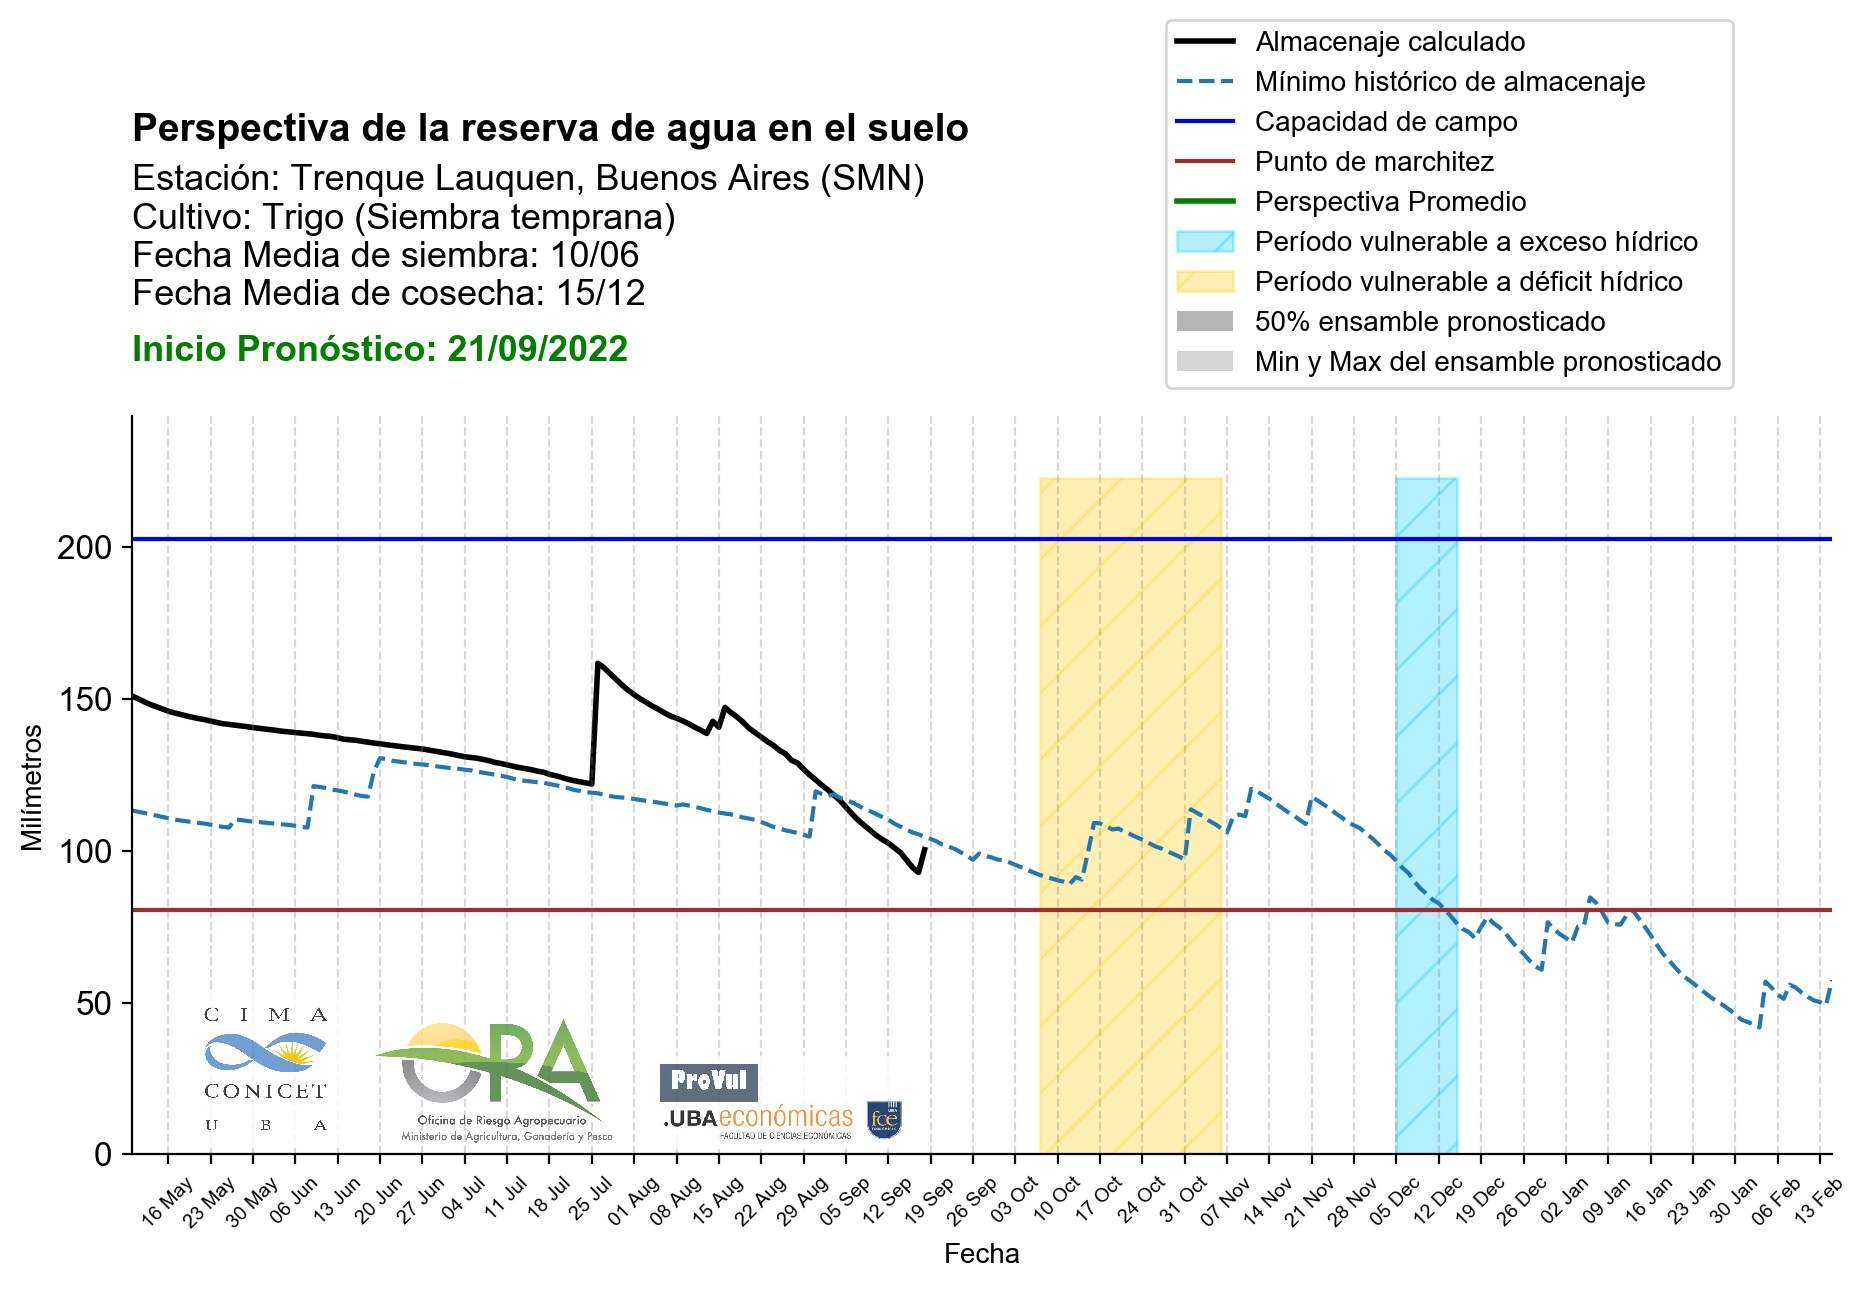 Almacenaje calculado
Mínimo histórico de almacenaje
Capacidad de campo
Punto de marchitez
Perspectiva Promedio
Período vulnerable a exceso hídrico
Período vulnerable a déficit hídrico
50% ensamble pronosticado
Min y Max del ensamble pronosticado
Perspectiva de la reserva de agua en el suelo
Estación: Trenque Lauquen, Buenos Aires (SMN)
Cultivo: Trigo (Siembra temprana)
Fecha Media de siembra: 10/06
Fecha Media de cosecha: 15/12
Inicio Pronóstico: 21/09/2022
Milímetros
200
150
100
50
0
C I M A
CONICET
U B A
ORA
Oficina de Riesgo Agropecuario
Ministerio de Agricultura, Ganadería y Pesca
ProVul
.UBAeconómicas
FACULTAD DE CIENCIAS ECONÓMICAS
UBA
fce
16 May
23 May
30 May
06 Jun
13 Jun
20 Jun
27 Jun
04 Jul
11 Jul
18 Jul
25 Jul
01 Aug
08 Aug
15 Aug
22 Aug
29 Aug
05 Sep
12 Sep
19 Sep
26 Sep
03 Oct
10 Oct
17 Oct
24 Oct
31 Oct
07 Nov
14 Nov
21 Nov
28 Nov
05 Dec
12 Dec
19 Dec
26 Dec
02 Jan
09 Jan
16 Jan
23 Jan
30 Jan
06 Feb
13 Feb
Fecha